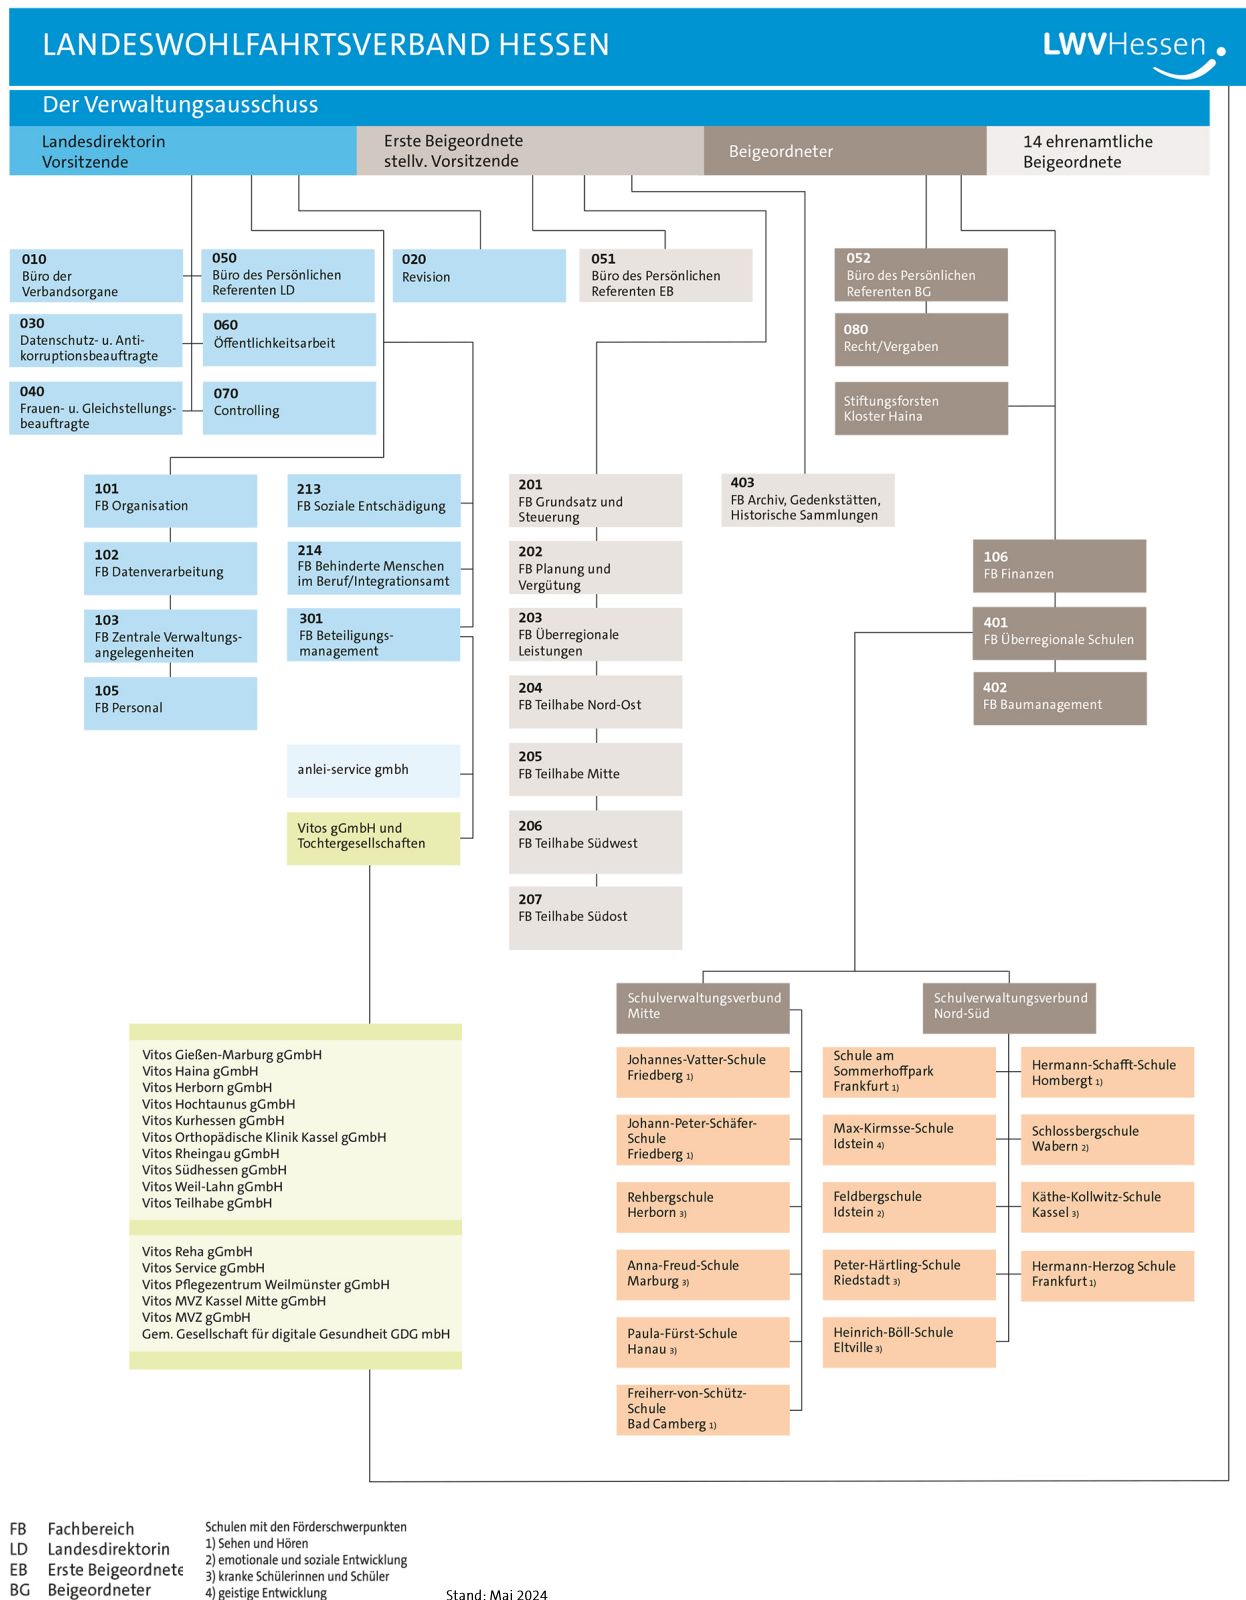 LANDESWOHLFAHRTSVERBAND HESSEN
LWVHessen
Der Verwaltungsausschuss
Landesdirektorin
Vorsitzende
Erste Beigeordnete
stellv. Vorsitzende
Beigeordneter
14 ehrenamtliche
Beigeordnete
010
Büro der
Verbandsorgane
050
Büro des Persönlichen
Referenten LD
020
Revision
051
Büro des Persönlichen
Referenten EB
052
Büro des Persönlichen
Referenten BG
030
Datenschutz- u. Anti-
korruptionsbeauftragte
060
Öffentlichkeitsarbeit
080
Recht/Vergaben
040
Frauen- u. Gleichstellungs-
beauftragte
070
Controlling
Stiftungsforsten
Kloster Haina
101
FB Organisation
213
FB Soziale Entschädigung
201
FB Grundsatz und
Steuerung
403
FB Archiv, Gedenkstätten,
Historische Sammlungen
102
FB Datenverarbeitung
214
FB Behinderte Menschen
im Beruf/Integrationsamt
202
FB Planung und
Vergütung
106
FB Finanzen
103
FB Zentrale Verwaltungs-
angelegenheiten
301
FB Beteiligungs-
management
203
FB Überregionale
Leistungen
401
FB Überregionale Schulen
105
FB Personal
204
FB Teilhabe Nord-Ost
402
FB Baumanagement
anlei-service gmbh
205
FB Teilhabe Mitte
Vitos gGmbH und
Tochtergesellschaften
206
FB Teilhabe Südwest
207
FB Teilhabe Südost
Schulverwaltungsverbund
Mitte
Schulverwaltungsverbund
Nord-Süd
Vitos Gießen-Marburg gGmbH
Vitos Haina gGmbH
Vitos Herborn gGmbH
Vitos Hochtaunus gGmbH
Vitos Kurhessen gGmbH
Vitos Orthopädische Klinik Kassel gGmbH
Vitos Rheingau gGmbH
Vitos Südhessen gGmbH
Vitos Weil-Lahn gGmbH
Vitos Teilhabe gGmbH
Vitos Reha gGmbH
Vitos Service gGmbH
Vitos Pflegezentrum Weilmünster gGmbH
Vitos MVZ Kassel Mitte gGmbH
Vitos MVZ gGmbH
Gem. Gesellschaft für digitale Gesundheit GDG mbH
Johannes-Vatter-Schule
Friedberg 1)
Schule am
Sommerhoffpark
Frankfurt 1)
Hermann-Schafft-Schule
Hombergt 1)
Johann-Peter-Schäfer-
Schule
Friedberg 1)
Max-Kirmsse-Schule
Idstein 4)
Schlossbergschule
Wabern 2)
Rehbergschule
Herborn 3)
Feldbergschule
Idstein 2)
Käthe-Kollwitz-Schule
Kassel 3)
Anna-Freud-Schule
Marburg 3)
Peter-Härtling-Schule
Riedstadt 3)
Hermann-Herzog Schule
Frankfurt 1)
Paula-Fürst-Schule
Hanau 3)
Heinrich-Böll-Schule
Eltville 3)
Freiherr-von-Schütz-
Schule
Bad Camberg 1)
FB Fachbereich
LD Landesdirektorin
EB Erste Beigeordnete
BG Beigeordneter
Schulen mit den Förderschwerpunkten
1) Sehen und Hören
2) emotionale und soziale Entwicklung
3) kranke Schülerinnen und Schüler
4) geistige Entwicklung
Stand: Mai 2024